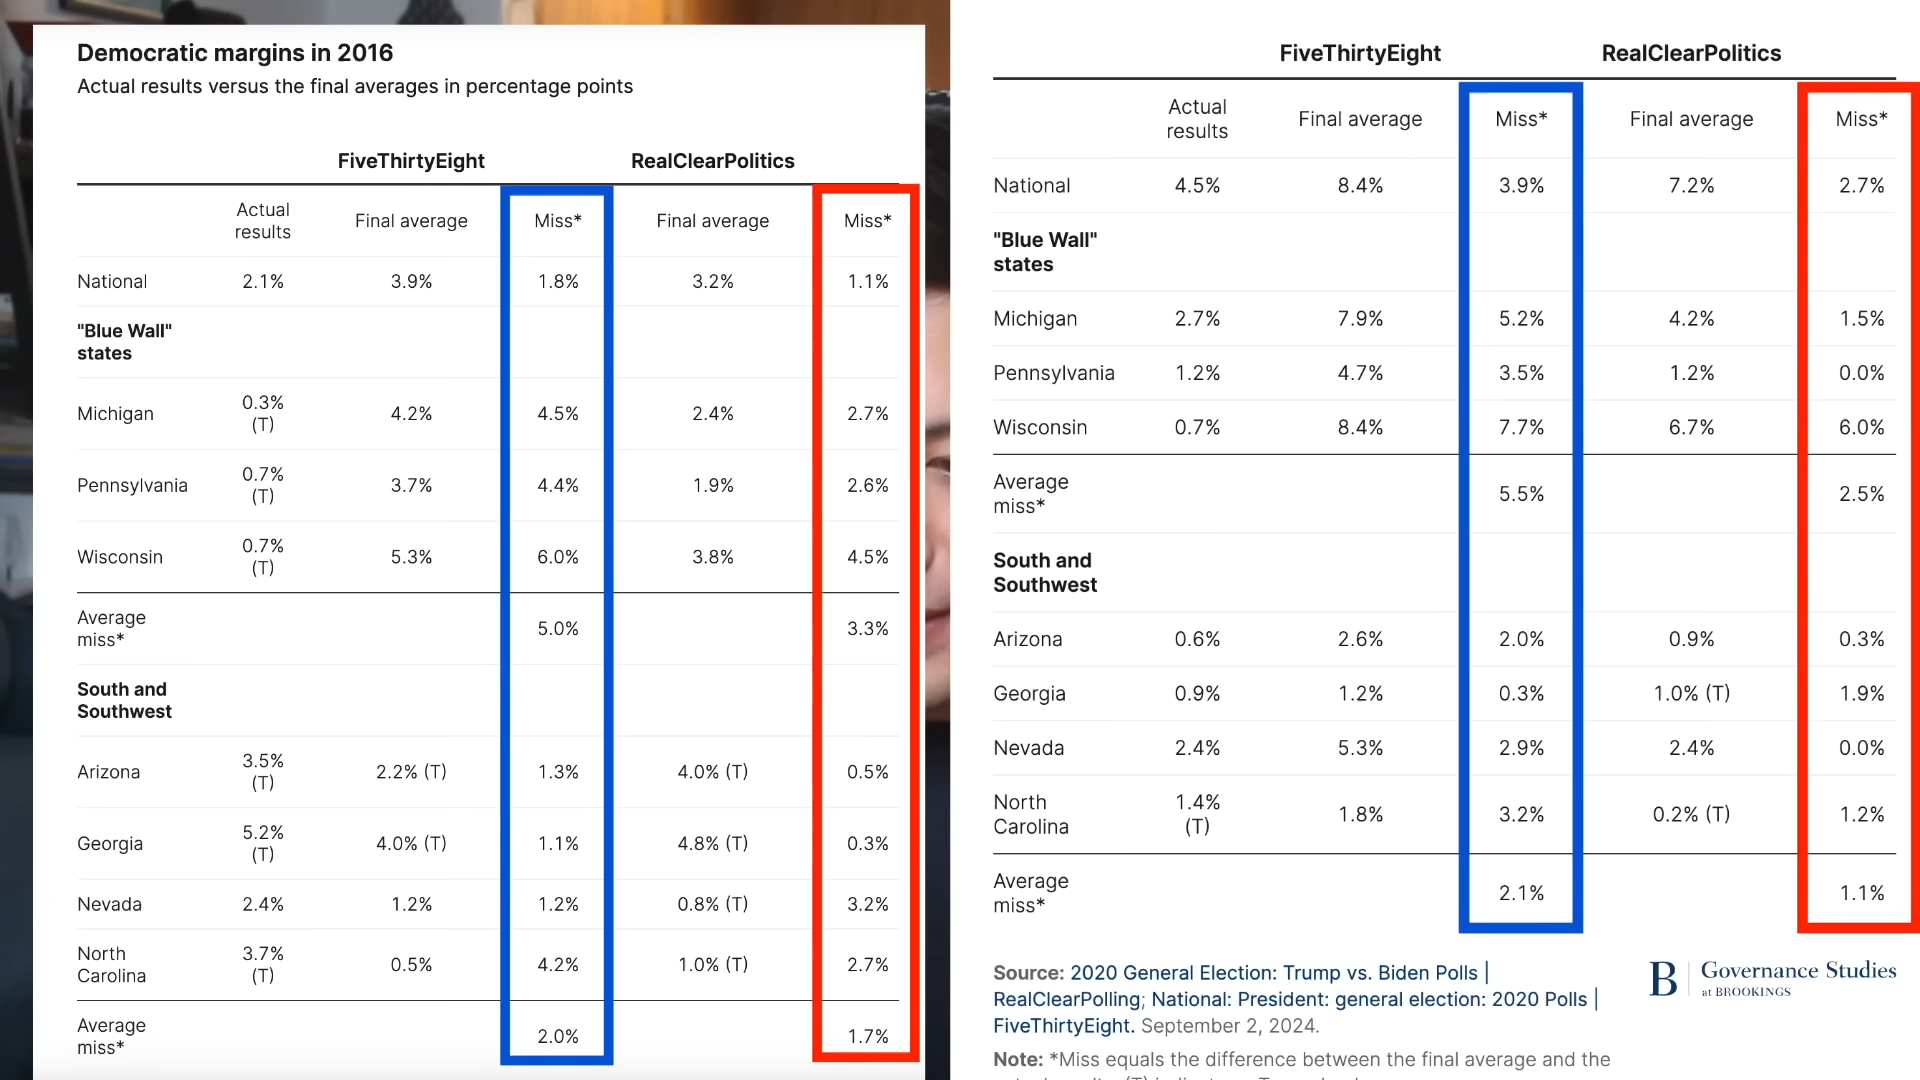 Democratic margins in 2016
Actual results versus the final averages in percentage points
FiveThirtyEight RealClearPolitics
Actual results Final average Miss* Final average Miss*
National 2.1% 3.9% 1.8% 3.2% 1.1%
"Blue Wall"
states
Michigan 0.3% (T) 4.2% 4.5% 2.4% 2.7%
Pennsylvania 0.7% (T) 3.7% 4.4% 1.9% 2.6%
Wisconsin 0.7% (T) 5.3% 6.0% 3.8% 4.5%
Average
miss* 5.0% 3.3%
South and
Southwest
Arizona 3.5% (T) 2.2% (T) 1.3% 4.0% (T) 0.5%
Georgia 5.2% (T) 4.0% (T) 1.1% 4.8% (T) 0.3%
Nevada 2.4% 1.2% 1.2% 0.8% (T) 3.2%
North
Carolina 3.7% (T) 0.5% 4.2% 1.0% (T) 2.7%
Average
miss* 2.0% 1.7%
FiveThirtyEight RealClearPolitics
Actual results Final average Miss* Final average Miss*
National 4.5% 8.4% 3.9% 7.2% 2.7%
"Blue Wall"
states
Michigan 2.7% 7.9% 5.2% 4.2% 1.5%
Pennsylvania 1.2% 4.7% 3.5% 1.2% 0.0%
Wisconsin 0.7% 8.4% 7.7% 6.7% 6.0%
Average
miss* 5.5% 2.5%
South and
Southwest
Arizona 0.6% 2.6% 2.0% 0.9% 0.3%
Georgia 0.9% 1.2% 0.3% 1.0% (T) 1.9%
Nevada 2.4% 5.3% 2.9% 2.4% 0.0%
North
Carolina 1.4% (T) 1.8% 3.2% 0.2% (T) 1.2%
Average
miss* 2.1% 1.1%
Source: 2020 General Election: Trump vs. Biden Polls |
RealClearPolling; National: President: general election: 2020 Polls |
FiveThirtyEight. September 2, 2024.
B Governance Studies
at BROOKINGS
Note: *Miss equals the difference between the final average and the